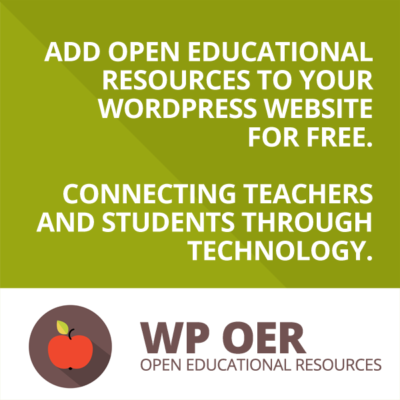 ADD OPEN EDUCATIONAL
RESOURCES TO YOUR
WORDPRESS WEBSITE
FOR FREE.
CONNECTING TEACHERS
AND STUDENTS THROUGH
TECHNOLOGY.
WP OER
OPEN EDUCATIONAL RESOURCES